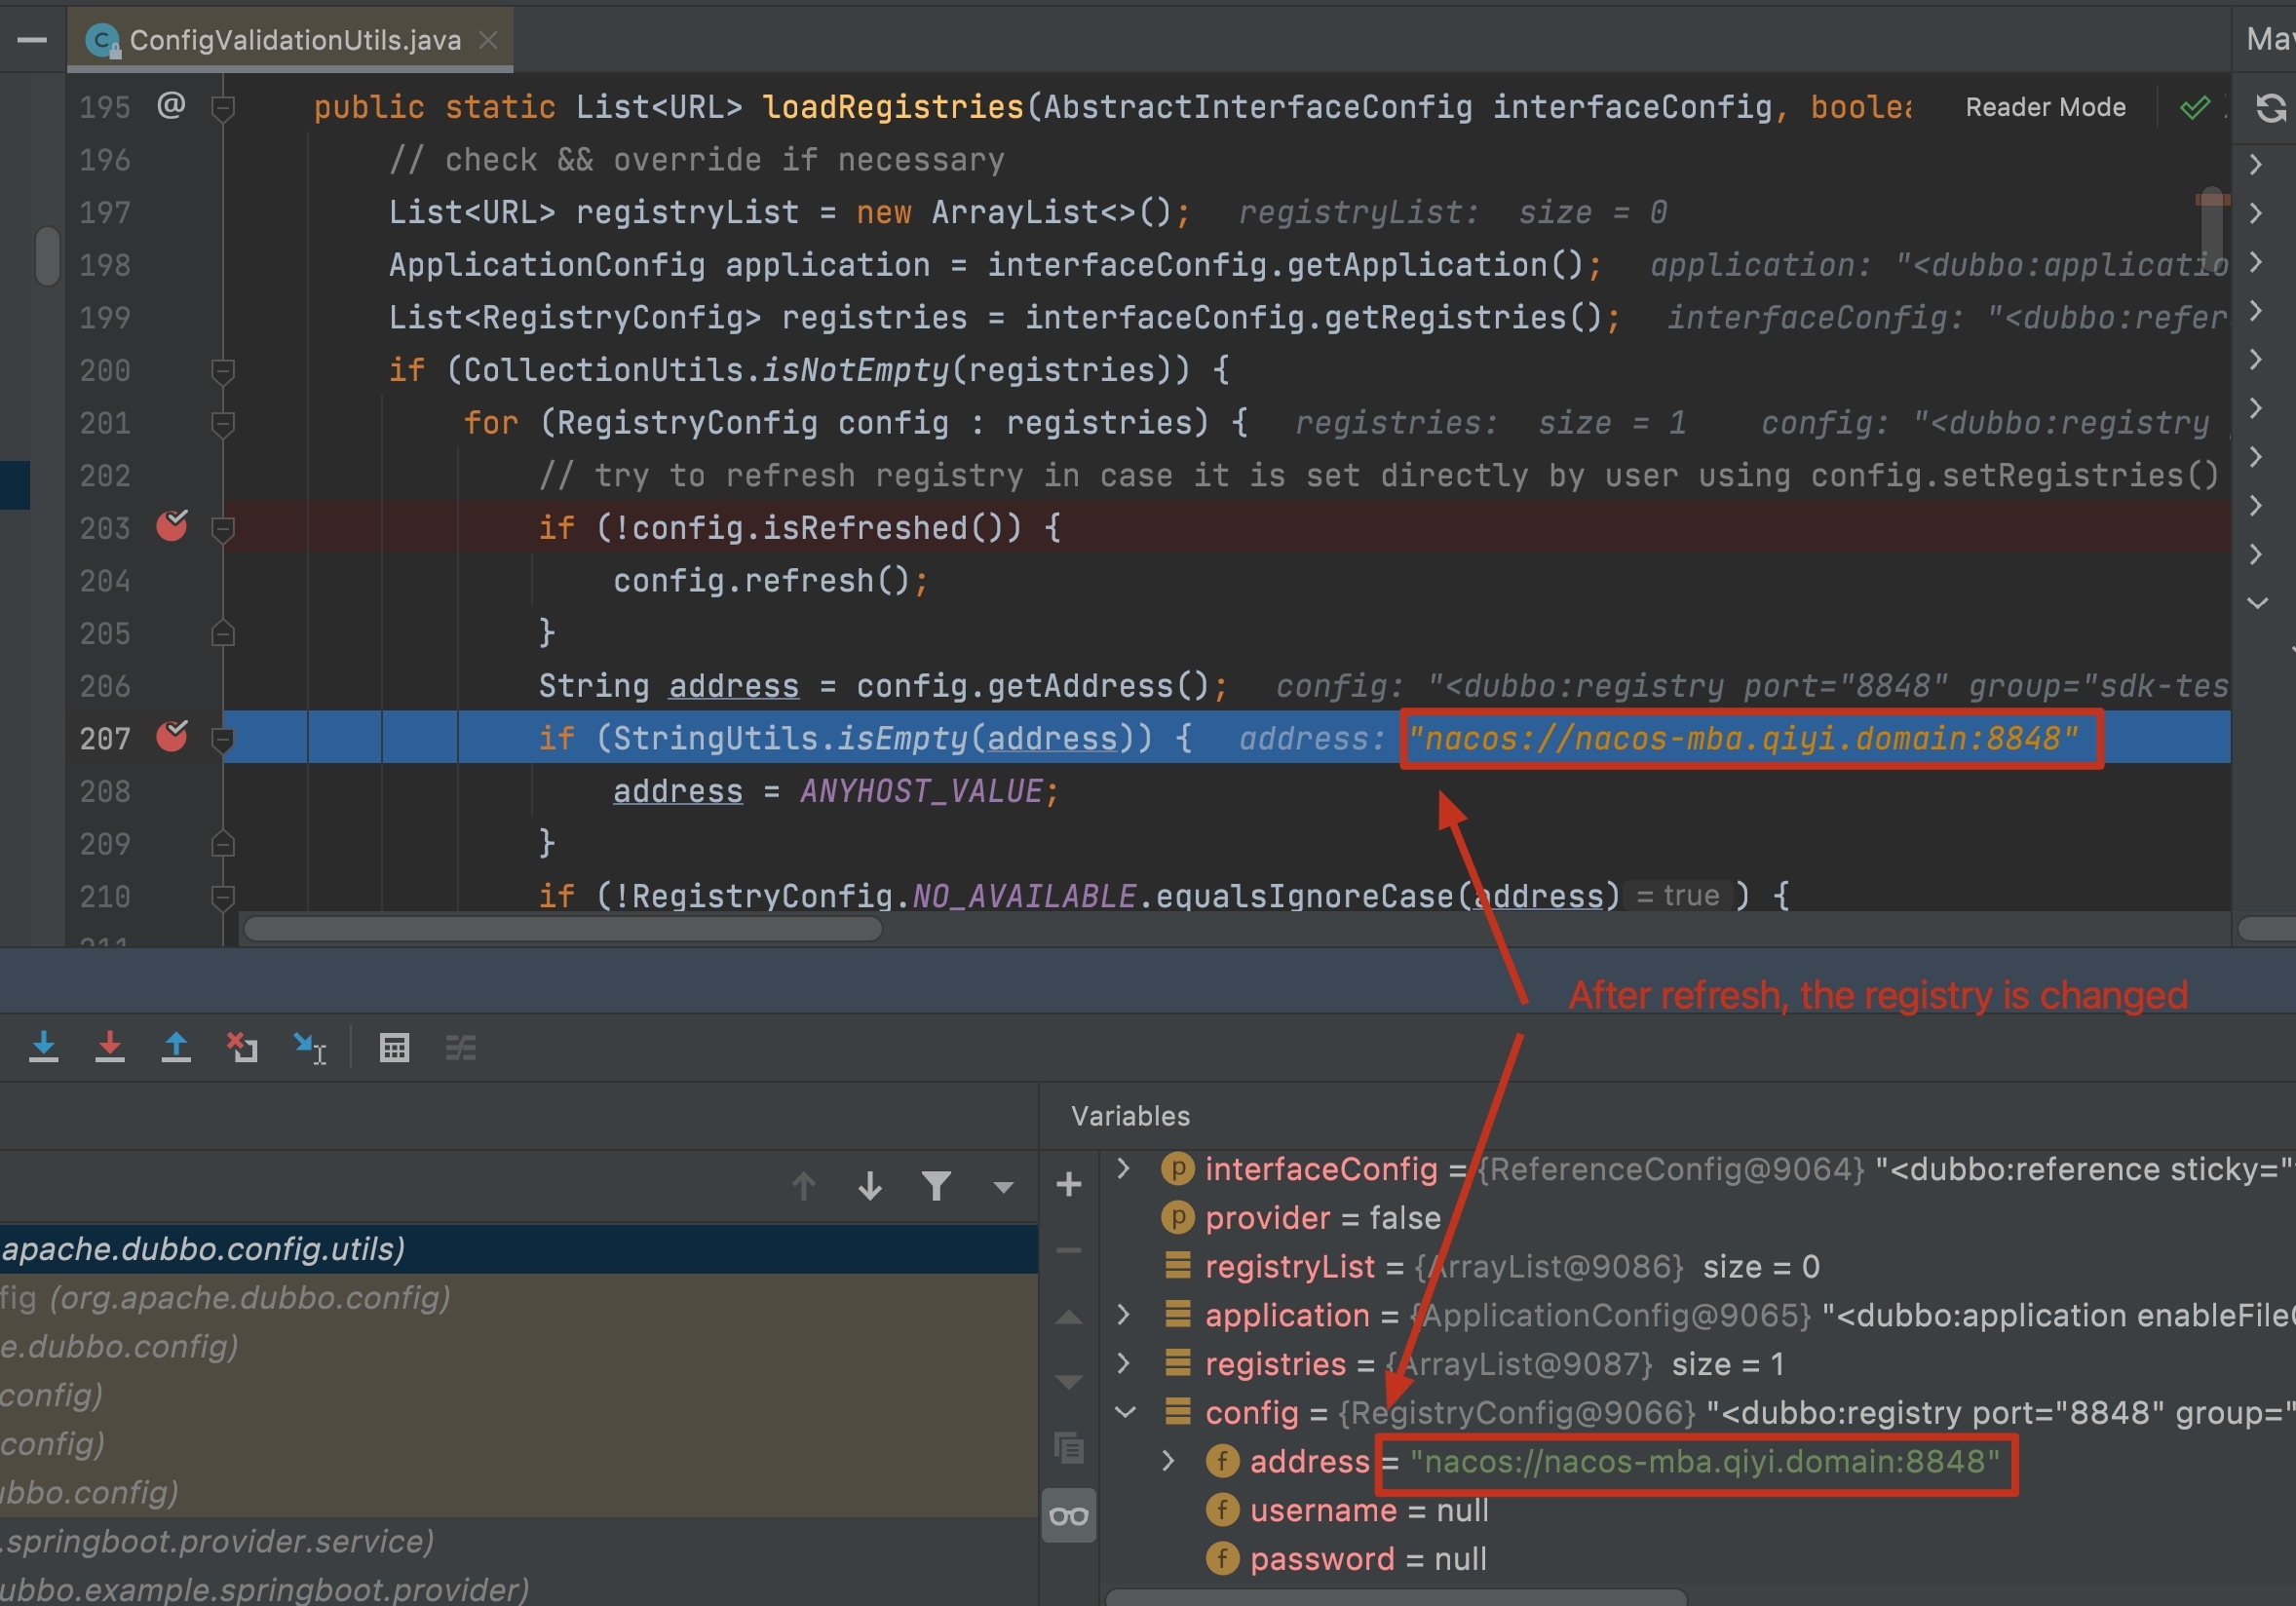 ConfigValidationUtils.java
195 @ public static List<URL> loadRegistries(AbstractInterfaceConfig interfaceConfig, boolea Reader Mode
196 // check && override if necessary
197 List<URL> registryList = new ArrayList<>(); registryList: size = 0
198 ApplicationConfig application = interfaceConfig.getApplication(); application: "<dubbo:applicatio
199 List<RegistryConfig> registries = interfaceConfig.getRegistries(); interfaceConfig: "<dubbo:refer
200 if (CollectionUtils.isNotEmpty(registries)) {
201 for (RegistryConfig config : registries) { registries: size = 1 config: "<dubbo:registry
202 // try to refresh registry in case it is set directly by user using config.setRegistries()
203 if (!config.isRefreshed()) {
204 config.refresh();
205 }
206 String address = config.getAddress(); config: "<dubbo:registry port="8848" group="sdk-tes
207 if (StringUtils.isEmpty(address)) { address: "nacos://nacos-mba.qiyi.domain:8848"
208 address = ANYHOST_VALUE;
209 }
210 if (!RegistryConfig.NO_AVAILABLE.equalsIgnoreCase(address) = true ) {
211
After refresh, the registry is changed
Variables
interfaceConfig = {ReferenceConfig@9064} "<dubbo:reference sticky="
provider = false
registryList = {ArrayList@9086} size = 0
application = {ApplicationConfig@9065} "<dubbo:application enableFile
registries = {ArrayList@9087} size = 1
config = {RegistryConfig@9066} "<dubbo:registry port="8848" group="
address = "nacos://nacos-mba.qiyi.domain:8848"
username = null
password = null
apache.dubbo.config.utils)
fig (org.apache.dubbo.config)
e.dubbo.config)
config)
config)
ubbo.config)
.springboot.provider.service)
ubbo.example.springboot.provider)